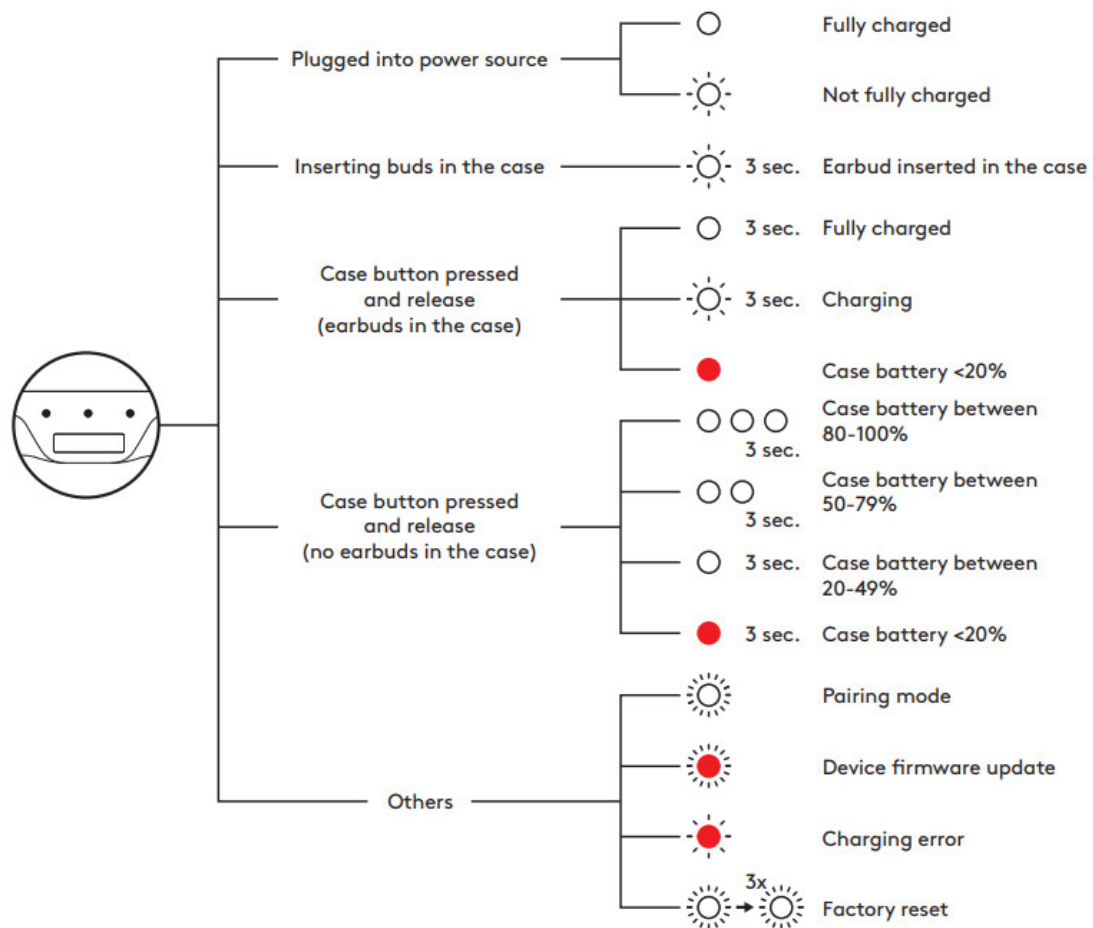 Fully charged
Plugged into power source
Not fully charged
Inserting buds in the case
3 sec. Earbud inserted in the case
3 sec. Fully charged
Case button pressed
and release
(earbuds in the case)
3 sec. Charging
Case battery <20%
Case battery between
80-100%
3 sec.
Case button pressed
and release
(no earbuds in the case)
Case battery between
50-79%
3 sec.
3 sec. Case battery between
20-49%
3 sec. Case battery <20%
Others
Pairing mode
Device firmware update
Charging error
3x
Factory reset